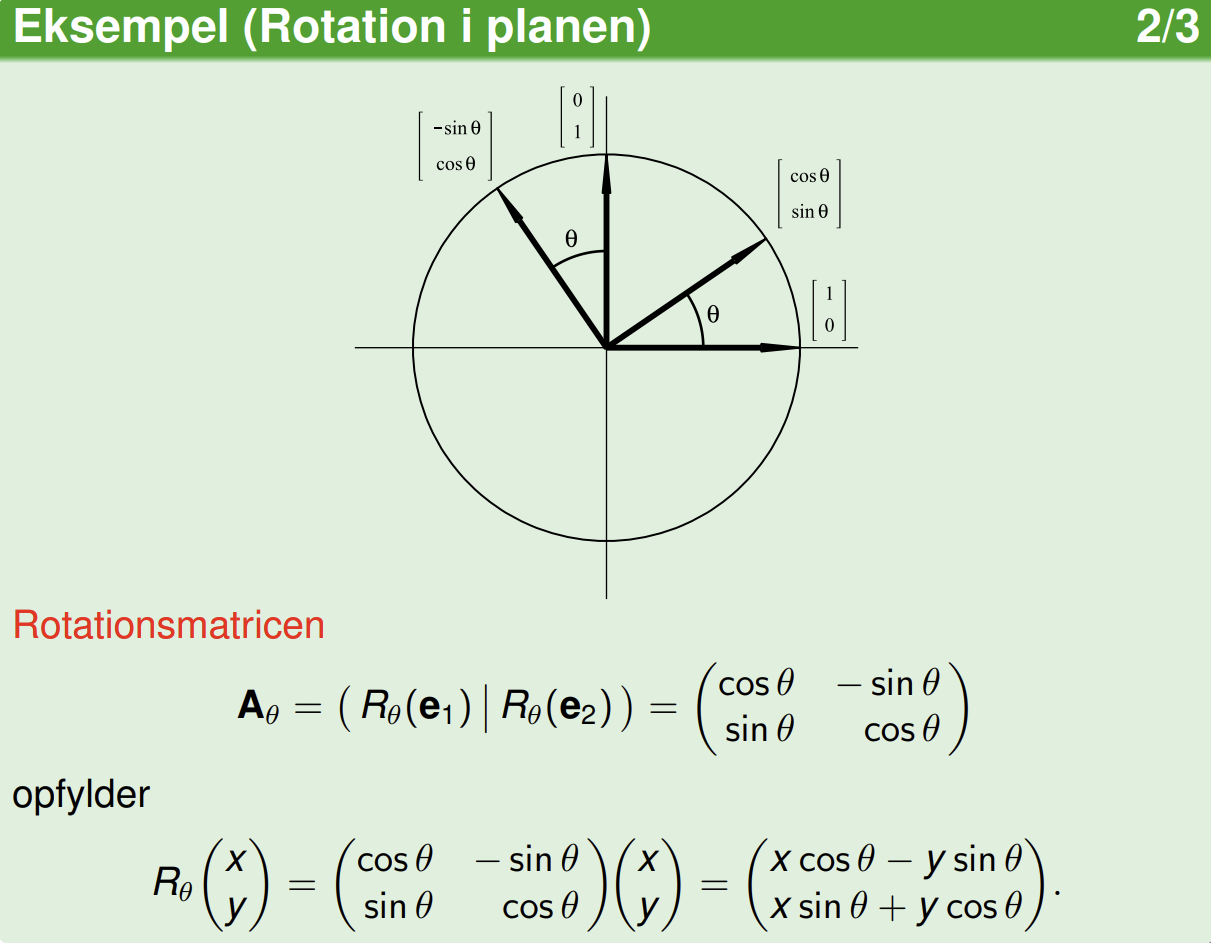 Eksempel (Rotation i planen) 2/3
[0 1]
[-sin θ cos θ]
[cos θ sin θ]
θ
θ
[1 0]
Rotationsmatricen
A_θ = ( R_θ(e_1) | R_θ(e_2) ) = (cos θ − sin θ
sin θ cos θ)
opfylder
R_θ (x y) = (cos θ − sin θ
sin θ cos θ) (x y) = (x cos θ − y sin θ
x sin θ + y cos θ).